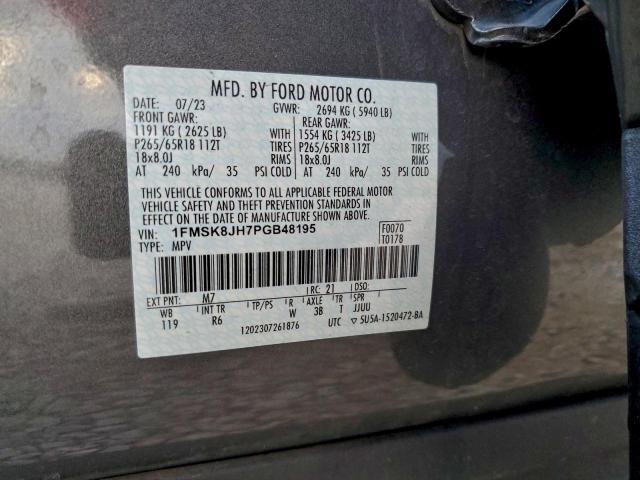 MFD. BY FORD MOTOR CO.
DATE: 07/23 GVWR: 2694 KG ( 5940 LB)
FRONT GAWR: REAR GAWR:
1191 KG ( 2625 LB) WITH 1554 KG ( 3425 LB) WITH
P265/65R18 112T TIRES P265/65R18 112T TIRES
18x8.0J RIMS 18x8.0J RIMS
AT 240 kPa/ 35 PSI COLD AT 240 kPa/ 35 PSI COLD
THIS VEHICLE CONFORMS TO ALL APPLICABLE FEDERAL MOTOR
VEHICLE SAFETY AND THEFT PREVENTION STANDARDS IN
EFFECT ON THE DATE OF MANUFACTURE SHOWN ABOVE.
VIN: 1FMSK8JH7PGB48195 F0070
TYPE: MPV T0178
EXT PNT: M7 RC: 21 DSO:
WB INT TR TP/PS R AXLE TR SPR
119 R6 W 3B T JJUU
1202307261876 UTC ▽ 5U5A-1520472-BA